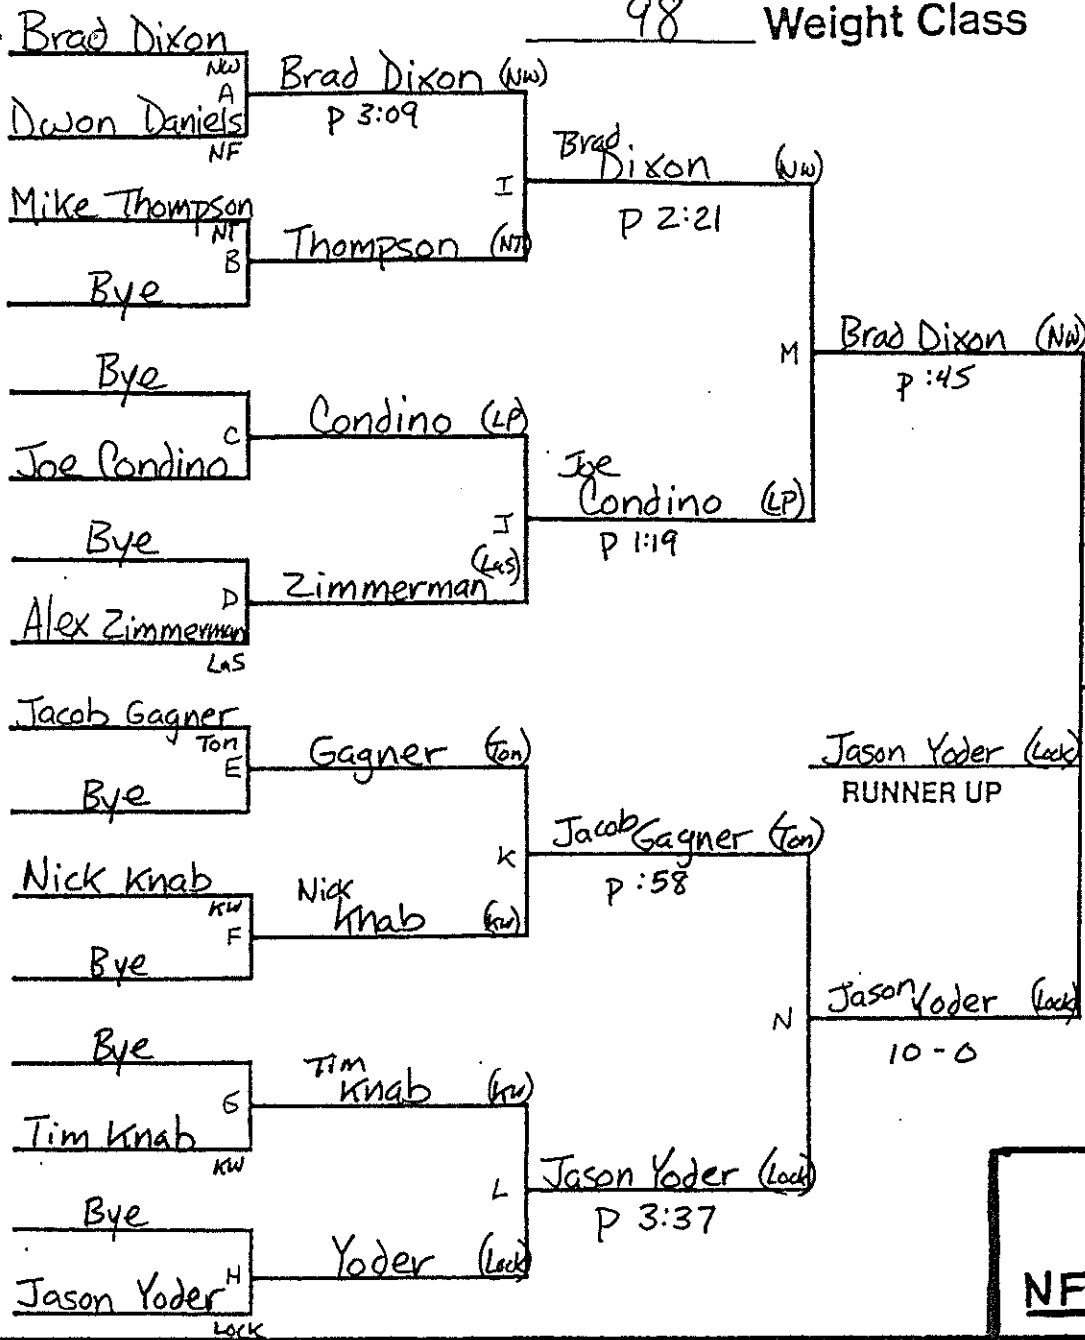 98 Weight Class
Brad Dixon
NW
A
Dwon Daniels
NF
Brad Dixon (NW)
P 3:09
Mike Thompson
NT
B
Bye
Thompson (NT)
I
Brad Dixon (NW)
P 2:21
Bye
C
Joe Condino
Condino (LP)
Bye
D
Alex Zimmerman
LaS
Zimmerman (LaS)
J
Joe Condino (LP)
P 1:19
M
Brad Dixon (NW)
P :45
Jacob Gagner
Ton
E
Bye
Gagner (Ton)
Nick Knab
KW
F
Bye
Nick Knab (KW)
K
Jacob Gagner (Ton)
P :58
Bye
G
Tim Knab
KW
Tim Knab (KW)
Bye
H
Jason Yoder
Lock
Yoder (Lock)
L
Jason Yoder (Lock)
P 3:37
N
Jason Yoder (Lock)
10-0
Jason Yoder (Lock)
RUNNER UP
NF